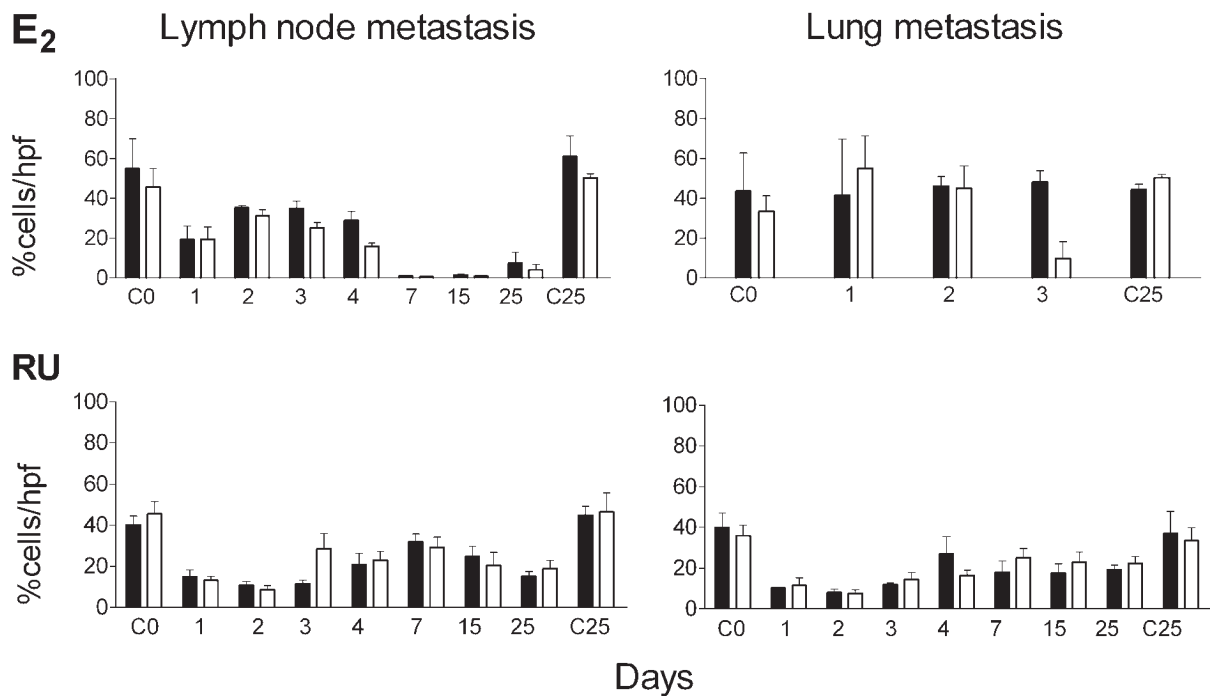 E2 Lymph node metastasis Lung metastasis
100 100
80 80
60 60
40 40
20 20
0 0
%cells/hpf
C0 1 2 3 4 7 15 25 C25 C0 1 2 3 C25
RU
100 100
80 80
60 60
40 40
20 20
0 0
%cells/hpf
C0 1 2 3 4 7 15 25 C25 C0 1 2 3 4 7 15 25 C25
Days